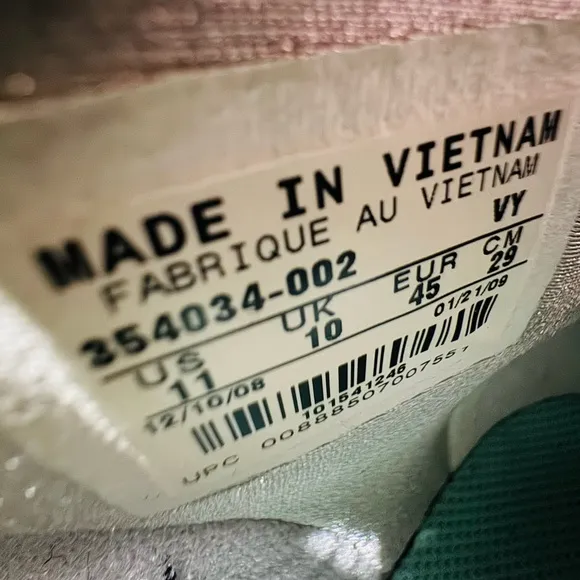 MADE IN VIETNAM
FABRIQUE AU VIETNAM
354034-002 VY
US UK EUR CM
11 10 45 29
12/10/08 01/21/09
101541246
UPC 00888507007557